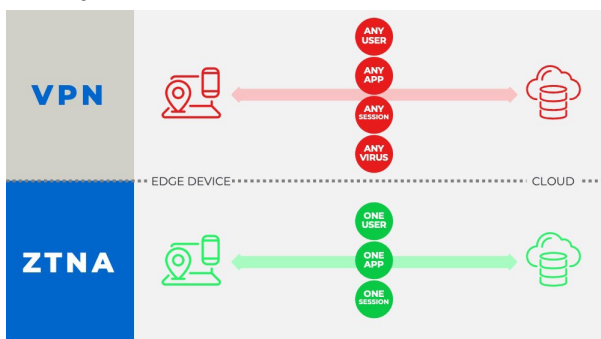 ANY
USER
VPN
ANY
APP
ANY
SESSION
ANY
VIRUS
EDGE DEVICE
CLOUD
ONE
USER
ZTNA
ONE
APP
ONE
SESSION